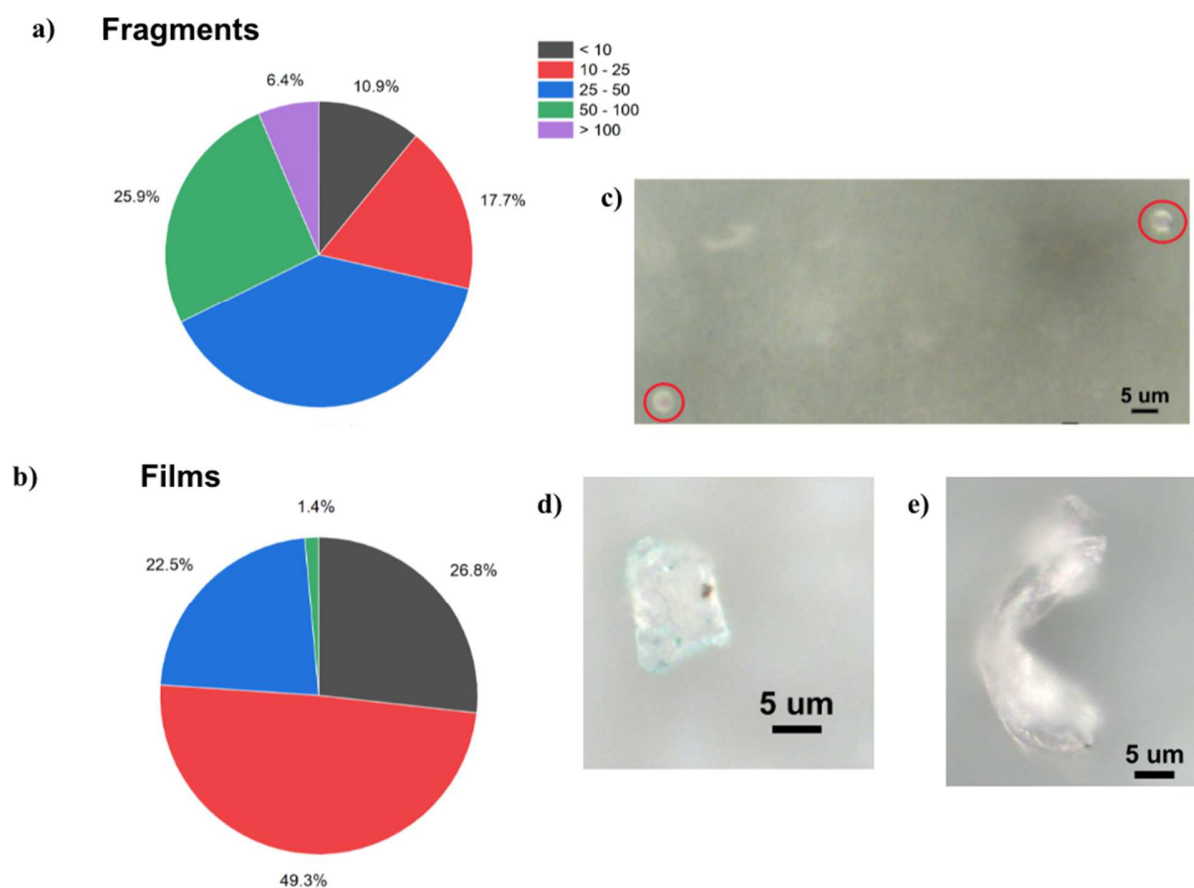 a) Fragments
< 10
10 - 25
25 - 50
50 - 100
> 100
6.4%
10.9%
25.9%
17.7%
c)
5 um
b) Films
1.4%
22.5%
26.8%
49.3%
d)
5 um
e)
5 um